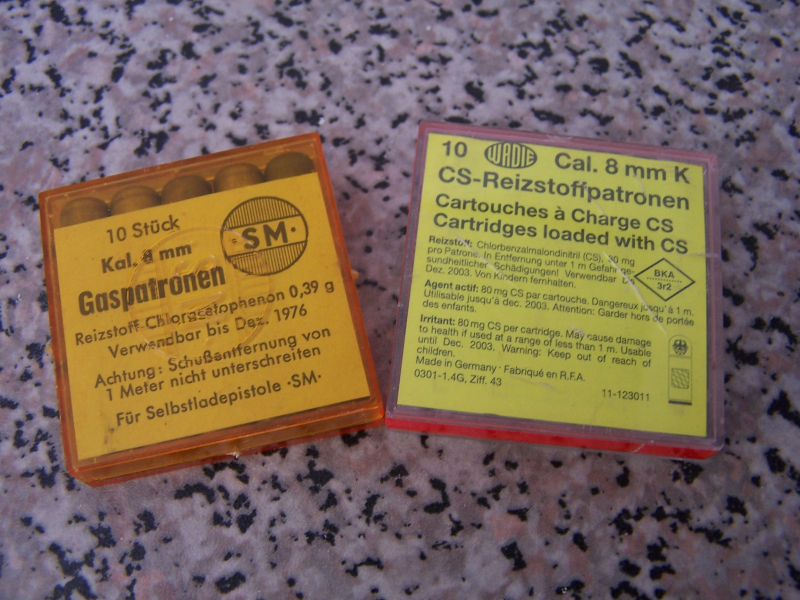 10 Stück
SM
Kal. 8 mm
Gaspatronen
Reizstoff: Chloracetophenon 0,39 g
Verwendbar bis Dez. 1976
Achtung: Schußentfernung von
1 Meter nicht unterschreiten
Für Selbstladepistole ·SM·
10 WADIE Cal. 8 mm K
CS-Reizstoffpatronen
Cartouches à Charge CS
Cartridges loaded with CS
Reizstoff: Chlorbenzalmalondinitril (CS), 80 mg
pro Patrone. In Entfernung unter 1 m Gefahr ge-
sundheitlicher Schädigungen! Verwendbar
Dez. 2003. Von Kindern fernhalten.
BKA
3/2
Agent actif: 80 mg CS par cartouche. Dangereux jusqu'à 1 m.
Utilisable jusqu'à dec. 2003. Attention: Garder hors de portée
des enfants.
Irritant: 80 mg CS per cartridge. May cause damage
to health if used at a range of less than 1 m. Usable
until Dec. 2003. Warning: Keep out of reach of
children.
Made in Germany · Fabriqué en R.F.A.
0301-1.4G, Ziff. 43
11-123011